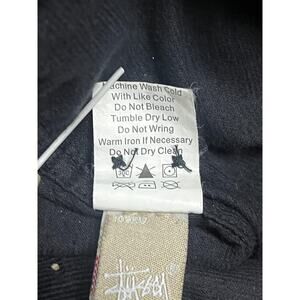 Machine Wash Cold
With Like Color
Do Not Bleach
Tumble Dry Low
Do Not Wring
Warm Iron If Necessary
Do Not Dry Clean
Stüssy
®